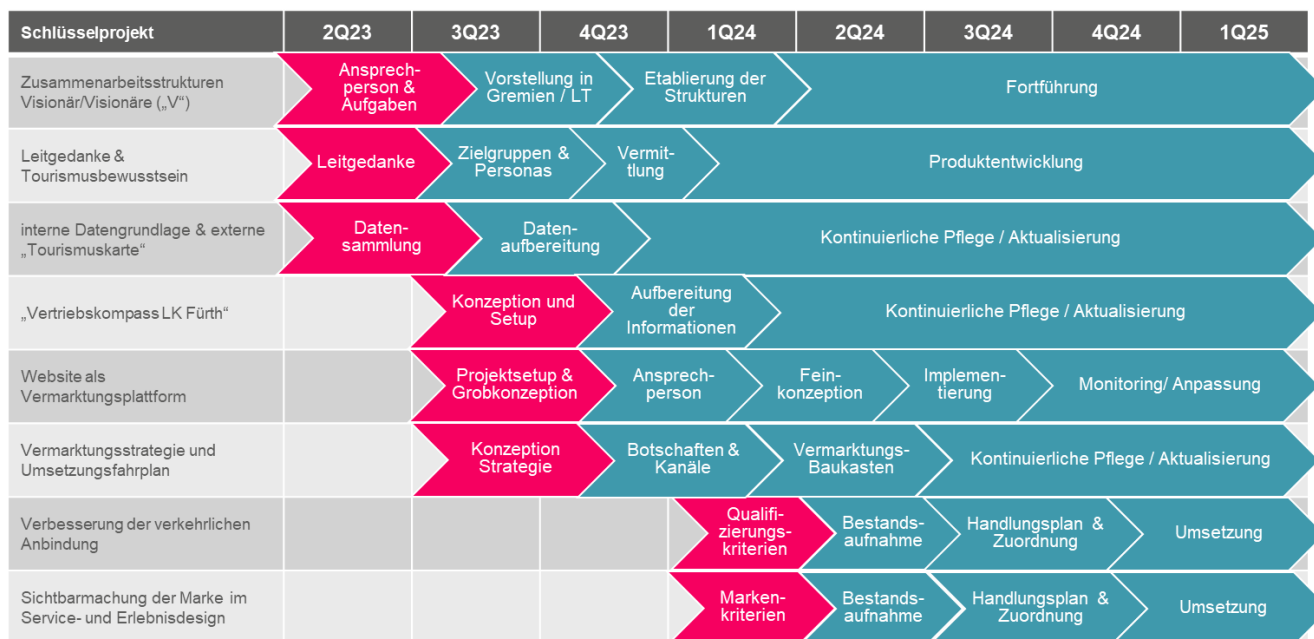 Schlüsselprojekt 2Q23 3Q23 4Q23 1Q24 2Q24 3Q24 4Q24 1Q25
Zusammenarbeitsstrukturen
Visionär/Visionäre („V“)
Ansprech-
person &
Aufgaben
Vorstellung in
Gremien / LT
Etablierung der
Strukturen
Fortführung
Leitgedanke &
Tourismusbewusstsein
Leitgedanke
Zielgruppen &
Personas
Vermit-
tlung
Produktentwicklung
interne Datengrundlage & externe
„Tourismuskarte“
Daten-
sammlung
Daten-
aufbereitung
Kontinuierliche Pflege / Aktualisierung
„Vertriebskompass LK Fürth“
Konzeption und
Setup
Aufbereitung
der
Informationen
Kontinuierliche Pflege / Aktualisierung
Website als
Vermarktungsplattform
Projektsetup &
Grobkonzeption
Ansprech-
person
Fein-
konzeption
Implemen-
tierung
Monitoring/ Anpassung
Vermarktungsstrategie und
Umsetzungsfahrplan
Konzeption
Strategie
Botschaften &
Kanäle
Vermarktungs-
Baukasten
Kontinuierliche Pflege / Aktualisierung
Verbesserung der verkehrlichen
Anbindung
Qualifi-
zierungs-
kriterien
Bestands-
aufnahme
Handlungsplan &
Zuordnung
Umsetzung
Sichtbarmachung der Marke im
Service- und Erlebnisdesign
Marken-
kriterien
Bestands-
aufnahme
Handlungsplan &
Zuordnung
Umsetzung